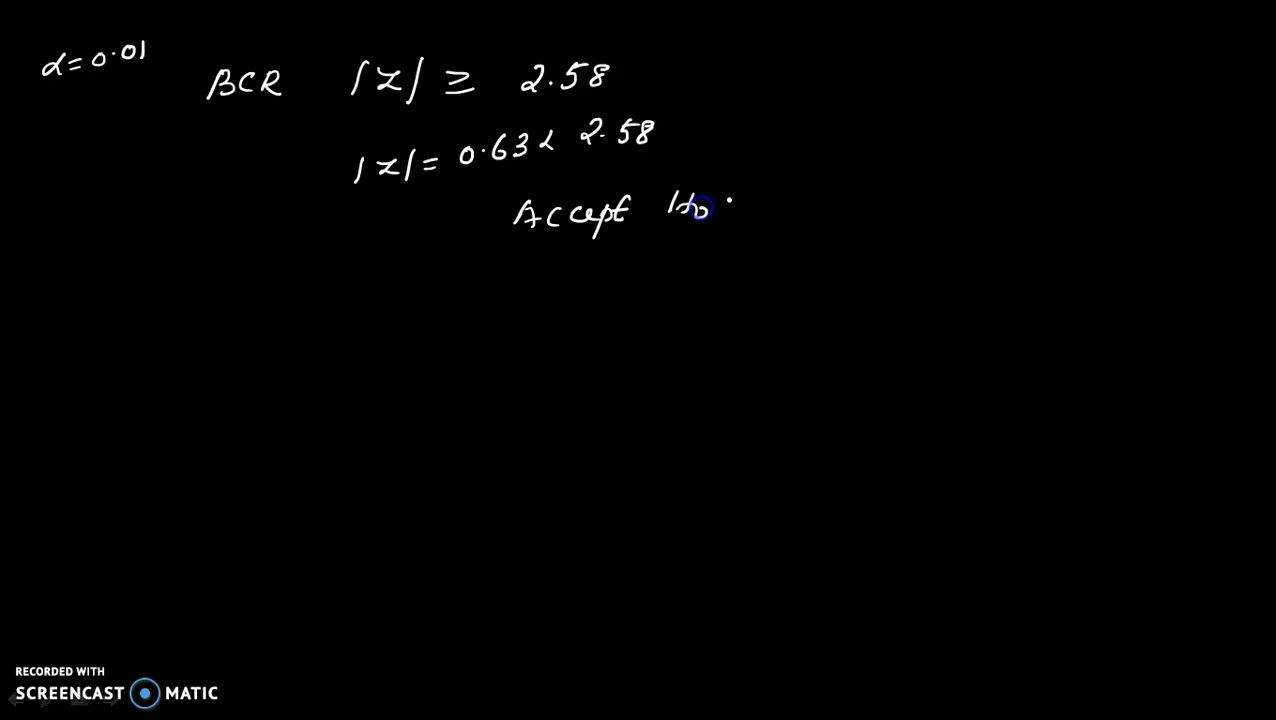 α = 0.01
BCR |Z| ≥ 2.58
|Z| = 0.63 < 2.58
Accept H0.
RECORDED WITH
SCREENCAST MATIC